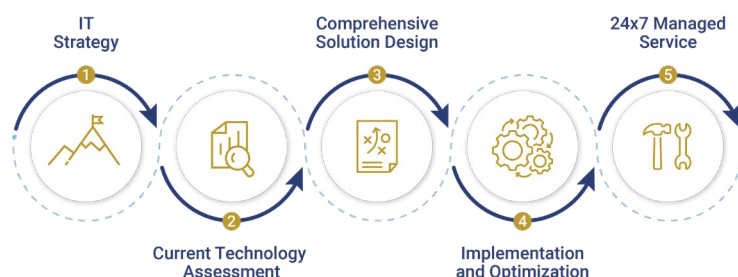 IT
Strategy
1
2
Current Technology
Assessment
Comprehensive
Solution Design
3
4
Implementation
and Optimization
24x7 Managed
Service
5